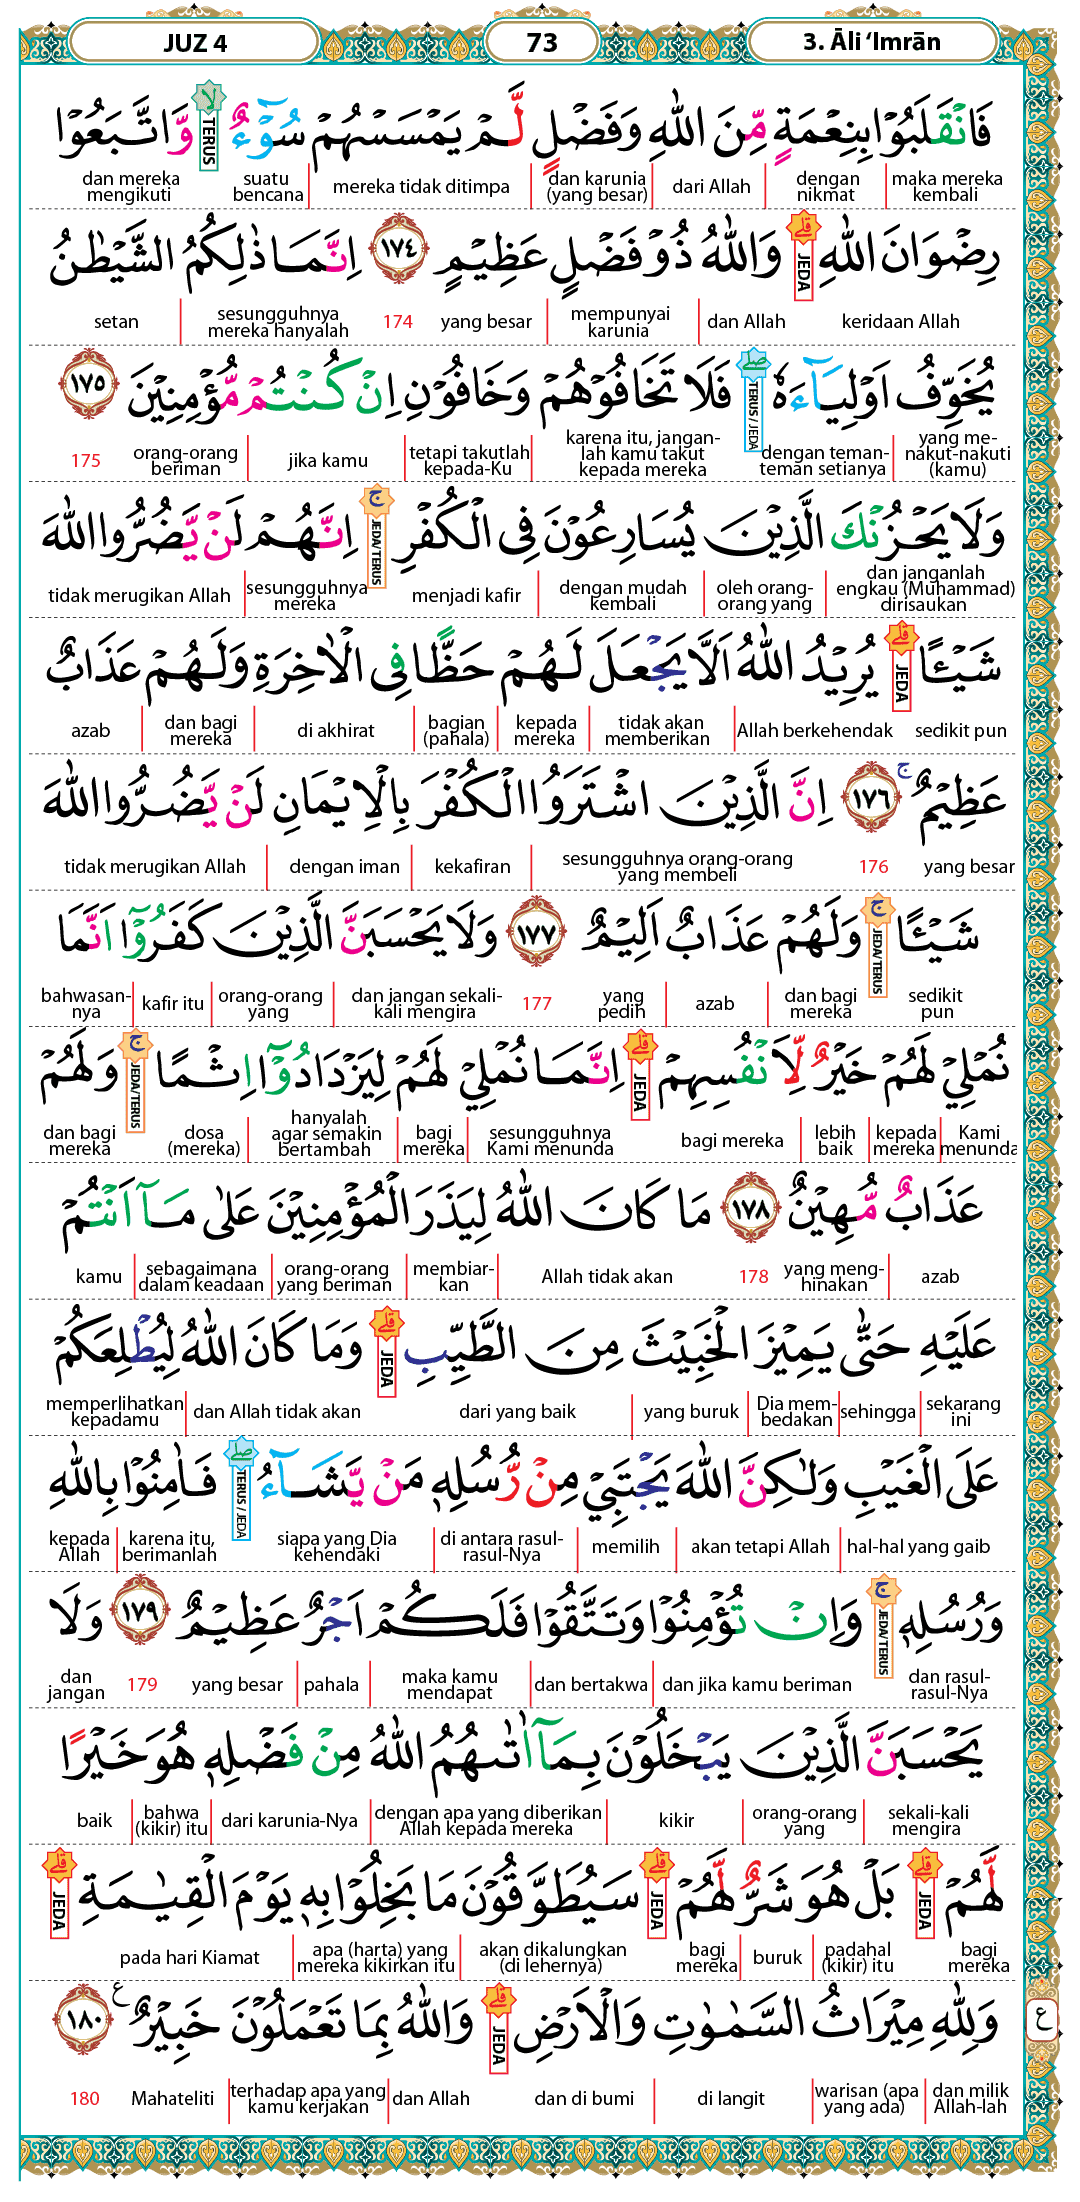 JUZ 4 73 3. Āli ‘Imrān
فَانْقَلَبُوْا بِنِعْمَةٍ مِّنَ اللّٰهِ وَفَضْلٍ لَّمْ يَمْسَسْهُمْ سُوْۤءٌۙ وَّاتَّبَعُوْا
TERUS
maka mereka kembali dengan nikmat dari Allah dan karunia (yang besar) mereka tidak ditimpa suatu bencana dan mereka mengikuti
رِضْوَانَ اللّٰهِ ۗ وَاللّٰهُ ذُوْ فَضْلٍ عَظِيْمٍ ١٧٤ اِنَّمَا ذٰلِكُمُ الشَّيْطٰنُ
JEDA
keridaan Allah dan Allah mempunyai karunia yang besar 174 sesungguhnya mereka hanyalah setan
يُخَوِّفُ اَوْلِيَاۤءَهٗ ۖ فَلَا تَخَافُوْهُمْ وَخَافُوْنِ اِنْ كُنْتُمْ مُّؤْمِنِيْنَ ١٧٥
TERUS / JEDA
yang me-nakut-nakuti (kamu) dengan teman-teman setianya karena itu, jangan-lah kamu takut kepada mereka tetapi takutlah kepada-Ku jika kamu orang-orang beriman 175
وَلَا يَحْزُنْكَ الَّذِيْنَ يُسَارِعُوْنَ فِى الْكُفْرِۚ اِنَّهُمْ لَنْ يَّضُرُّوا اللّٰهَ
JEDA/ TERUS
dan janganlah engkau (Muhammad) dirisaukan oleh orang-orang yang dengan mudah kembali menjadi kafir sesungguhnya mereka tidak merugikan Allah
شَيْـًٔا ۗ يُرِيْدُ اللّٰهُ اَلَّا يَجْعَلَ لَهُمْ حَظًّا فِى الْاٰخِرَةِ وَلَهُمْ عَذَابٌ
JEDA
sedikit pun Allah berkehendak tidak akan memberikan kepada mereka bagian (pahala) di akhirat dan bagi mereka azab
عَظِيْمٌۚ ١٧٦ اِنَّ الَّذِيْنَ اشْتَرَوُا الْكُفْرَ بِالْاِيْمَانِ لَنْ يَّضُرُّوا اللّٰهَ
yang besar 176 sesungguhnya orang-orang yang membeli kekafiran dengan iman tidak merugikan Allah
شَيْـًٔاۚ وَلَهُمْ عَذَابٌ اَلِيْمٌ ١٧٧ وَلَا يَحْسَبَنَّ الَّذِيْنَ كَفَرُوْٓا اَنَّمَا
JEDA/ TERUS
sedikit pun dan bagi mereka azab yang pedih 177 dan jangan sekali-kali mengira orang-orang yang kafir itu bahwasan-nya
نُمْلِيْ لَهُمْ خَيْرٌ لِّاَنْفُسِهِمْ ۗ اِنَّمَا نُمْلِيْ لَهُمْ لِيَزْدَادُوْٓا اِثْمًاۚ وَلَهُمْ
JEDA JEDA/TERUS
Kami menunda kepada mereka lebih baik bagi mereka sesungguhnya Kami menunda bagi mereka hanyalah agar semakin bertambah dosa (mereka) dan bagi mereka
عَذَابٌ مُّهِيْنٌ ١٧٨ مَا كَانَ اللّٰهُ لِيَذَرَ الْمُؤْمِنِيْنَ عَلٰى مَآ اَنْتُمْ
azab yang meng-hinakan 178 Allah tidak akan membiar-kan orang-orang yang beriman sebagaimana dalam keadaan kamu
عَلَيْهِ حَتّٰى يَمِيْزَ الْخَبِيْثَ مِنَ الطَّيِّبِ ۗ وَمَا كَانَ اللّٰهُ لِيُطْلِعَكُمْ
JEDA
sekarang ini sehingga Dia mem-bedakan yang buruk dari yang baik dan Allah tidak akan memperlihatkan kepadamu
عَلَى الْغَيْبِ وَلٰكِنَّ اللّٰهَ يَجْتَبِيْ مِنْ رُّسُلِهٖ مَنْ يَّشَاۤءُ ۖ فَاٰمِنُوْا بِاللّٰهِ
TERUS / JEDA
hal-hal yang gaib akan tetapi Allah memilih di antara rasul-rasul-Nya siapa yang Dia kehendaki karena itu, berimanlah kepada Allah
وَرُسُلِهٖۚ وَاِنْ تُؤْمِنُوْا وَتَتَّقُوْا فَلَكُمْ اَجْرٌ عَظِيْمٌ ١٧٩ وَلَا
JEDA/TERUS
dan rasul-rasul-Nya dan jika kamu beriman dan bertakwa maka kamu mendapat pahala yang besar 179 dan jangan
يَحْسَبَنَّ الَّذِيْنَ يَبْخَلُوْنَ بِمَآ اٰتٰىهُمُ اللّٰهُ مِنْ فَضْلِهٖ هُوَ خَيْرًا
sekali-kali mengira orang-orang yang kikir dengan apa yang diberikan Allah kepada mereka dari karunia-Nya bahwa (kikir) itu baik
لَّهُمْ ۗ بَلْ هُوَ شَرٌّ لَّهُمْ ۗ سَيُطَوَّقُوْنَ مَا بَخِلُوْا بِهٖ يَوْمَ الْقِيٰمَةِ ۗ
JEDA JEDA JEDA
bagi mereka padahal (kikir) itu buruk bagi mereka akan dikalungkan (di lehernya) apa (harta) yang mereka kikirkan itu pada hari Kiamat
وَلِلّٰهِ مِيْرَاثُ السَّمٰوٰتِ وَالْاَرْضِۗ وَاللّٰهُ بِمَا تَعْمَلُوْنَ خَبِيْرٌ ࣖ ١٨٠
JEDA ع
dan milik Allah-lah warisan (apa yang ada) di langit dan di bumi dan Allah terhadap apa yang kamu kerjakan Mahateliti 180